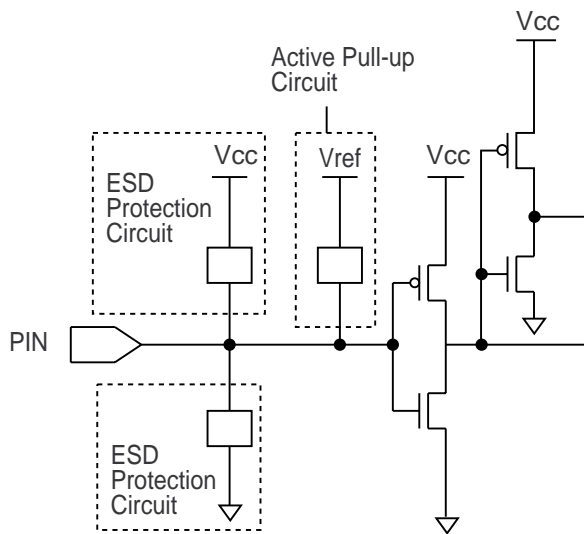 Vcc
Active Pull-up
Circuit
Vcc
Vref
Vcc
ESD
Protection
Circuit
PIN
ESD
Protection
Circuit